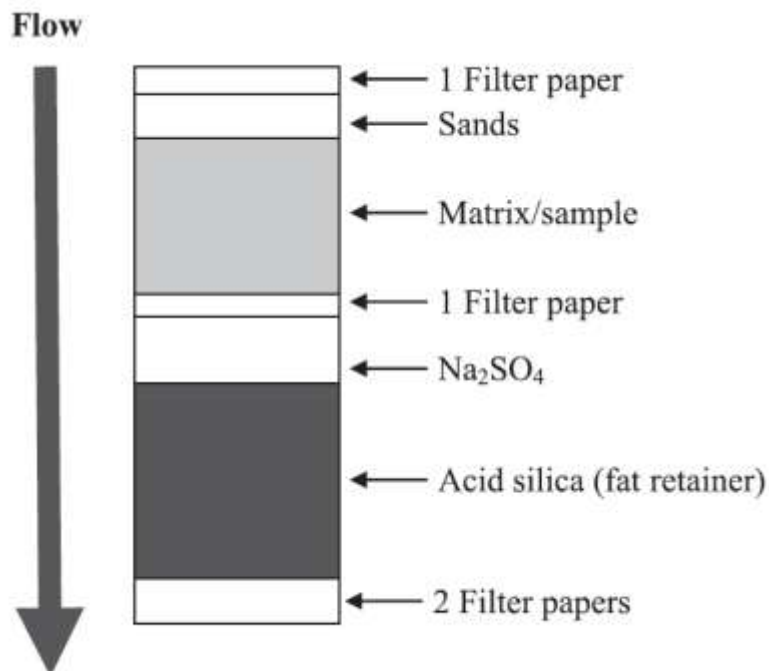 Flow
1 Filter paper
Sands
Matrix/sample
1 Filter paper
Na₂SO₄
Acid silica (fat retainer)
2 Filter papers